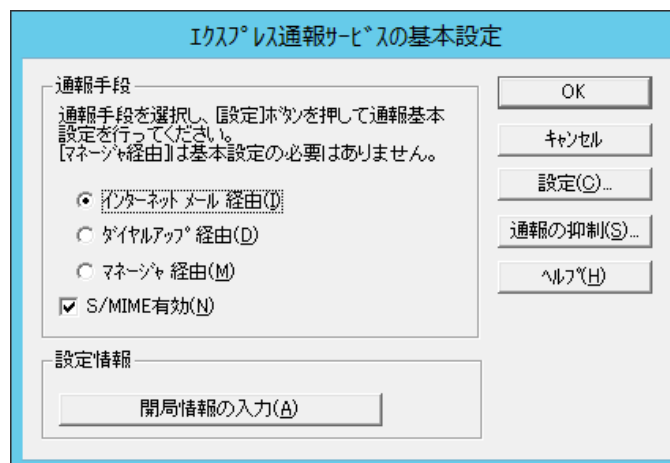 ｴｸｽﾌﾟﾚｽ通報ｻｰﾋﾞｽの基本設定
通報手段
通報手段を選択し、[設定]ﾎﾞﾀﾝを押して通報基本
設定を行ってください。
[ﾏﾈｰｼﾞｬ経由]は基本設定の必要はありません。
ｲﾝﾀｰﾈｯﾄ ﾒｰﾙ 経由(I)
ﾀﾞｲﾔﾙｱｯﾌﾟ 経由(D)
ﾏﾈｰｼﾞｬ 経由(M)
S/MIME有効(N)
設定情報
開局情報の入力(A)
OK
ｷｬﾝｾﾙ
設定(C)...
通報の抑制(S)...
ﾍﾙﾌﾟ(H)